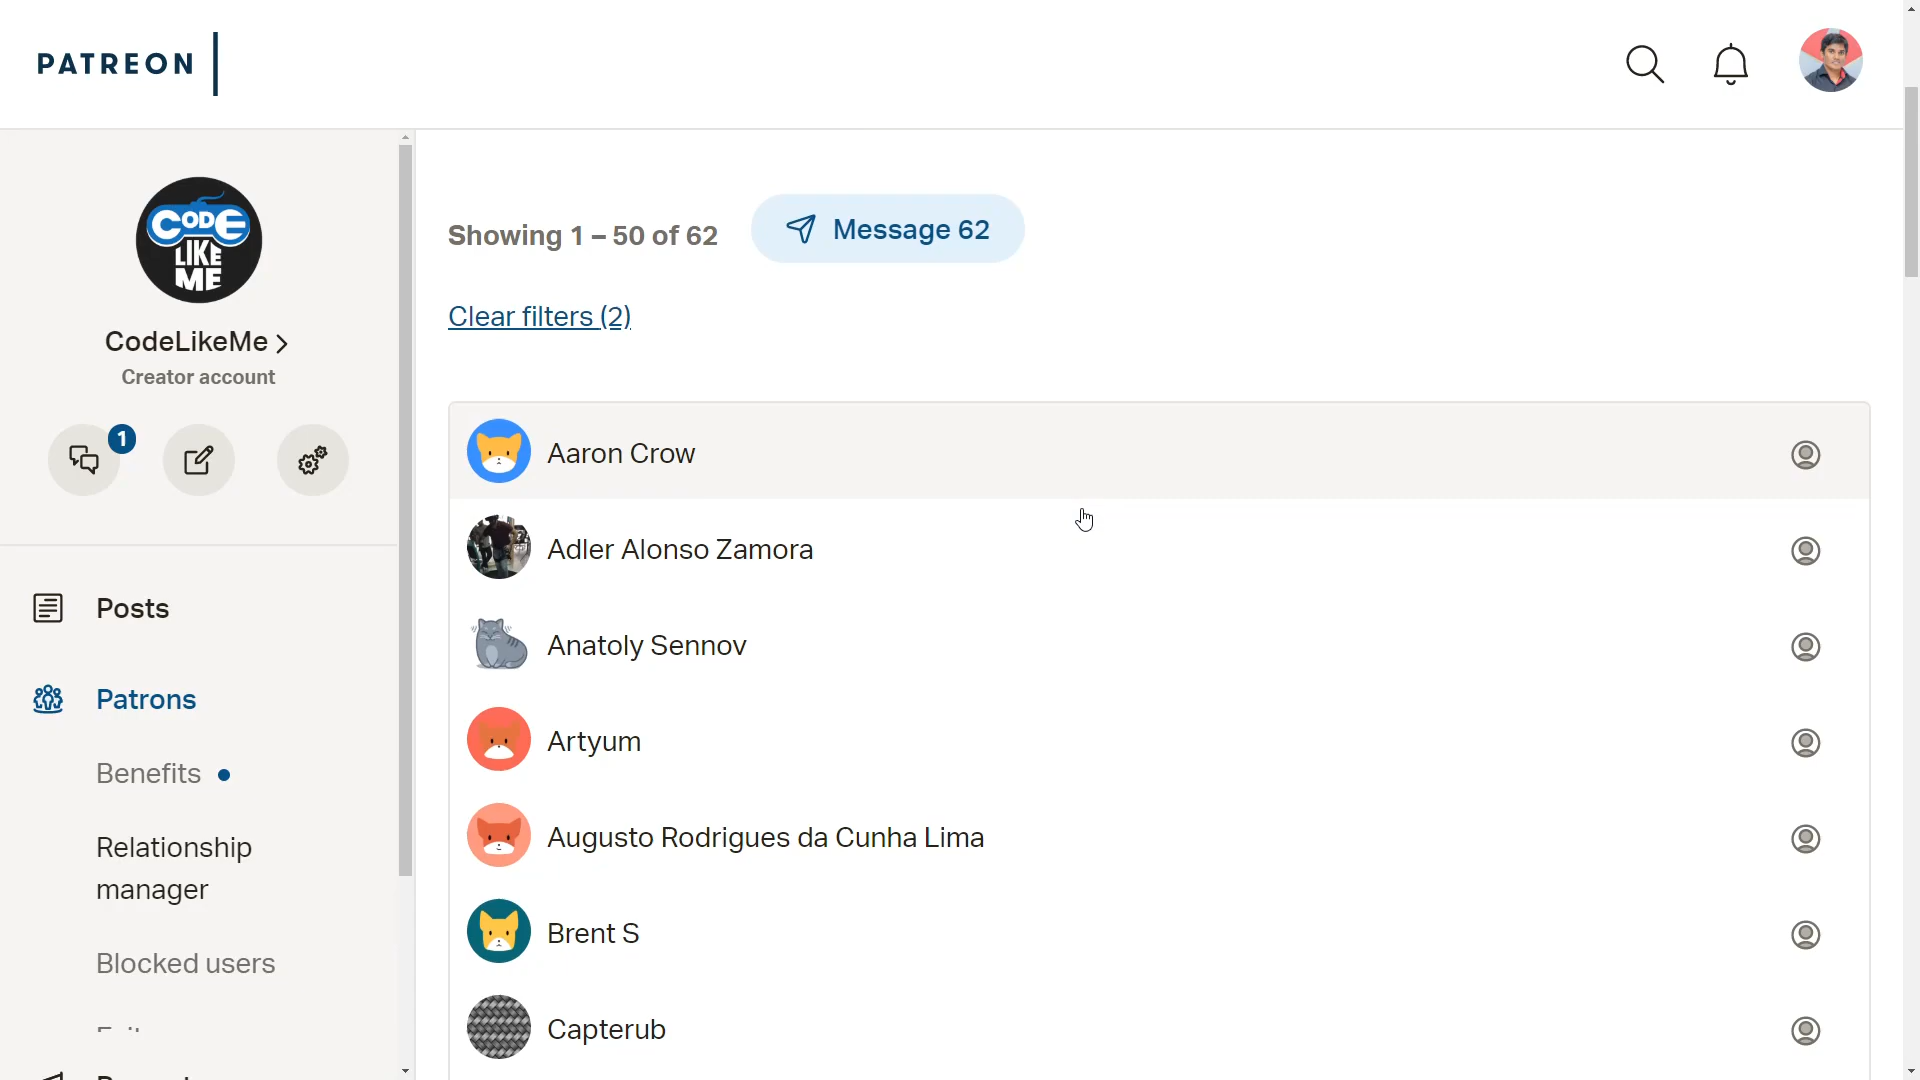 PATREON
CODE
LIKE
ME
CodeLikeMe
Creator account
1
Posts
Patrons
Benefits
Relationship
manager
Blocked users
Showing 1 – 50 of 62
Message 62
Clear filters (2)
Aaron Crow
Adler Alonso Zamora
Anatoly Sennov
Artyum
Augusto Rodrigues da Cunha Lima
Brent S
Capterub